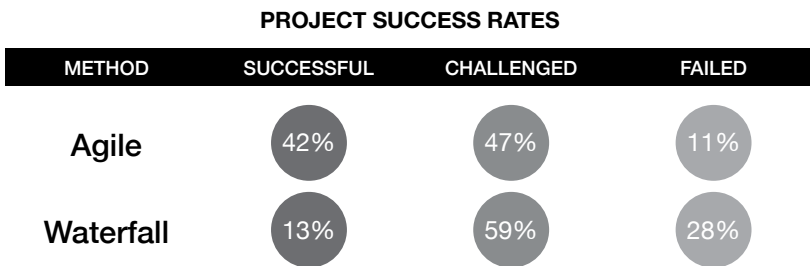 PROJECT SUCCESS RATES
METHOD SUCCESSFUL CHALLENGED FAILED
Agile 42% 47% 11%
Waterfall 13% 59% 28%